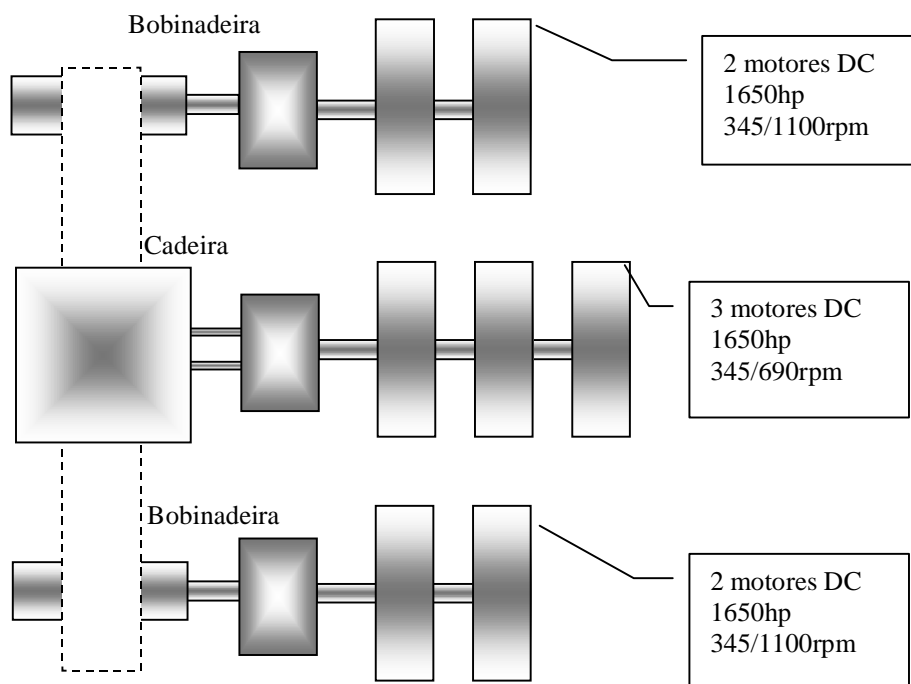 Bobinadeira
2 motores DC
1650hp
345/1100rpm
Cadeira
3 motores DC
1650hp
345/690rpm
Bobinadeira
2 motores DC
1650hp
345/1100rpm